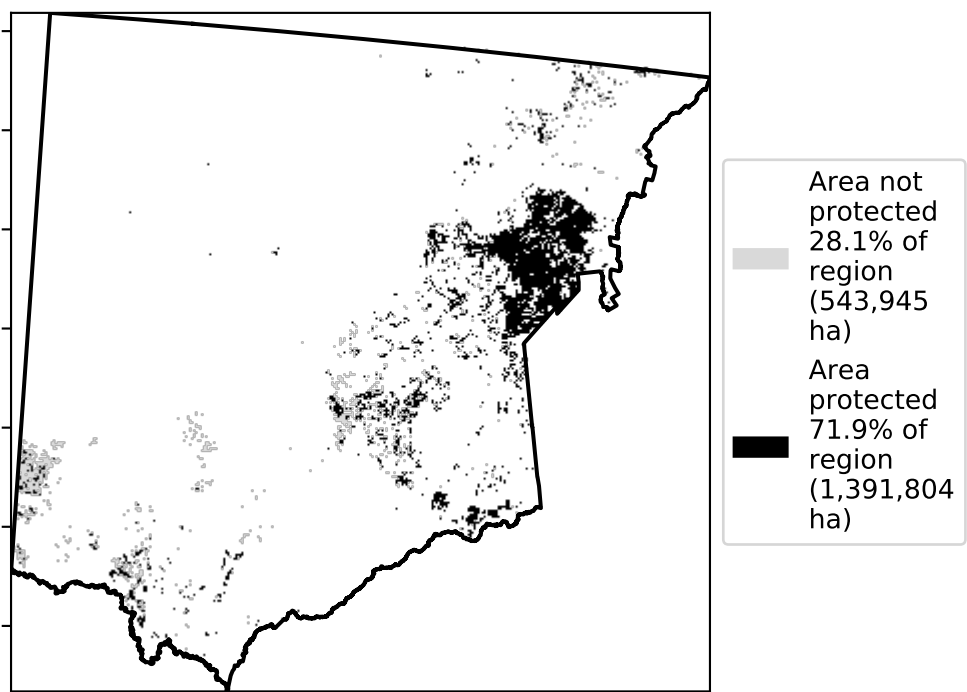 Area not
protected
28.1% of
region
(543,945
ha)
Area
protected
71.9% of
region
(1,391,804
ha)